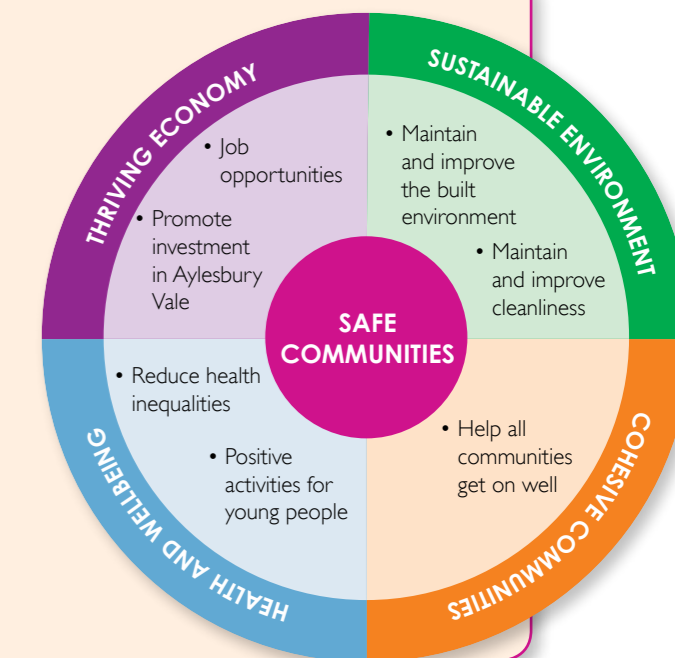 THRIVING ECONOMY
• Job
opportunities
• Promote
investment
in Aylesbury
Vale
SUSTAINABLE ENVIRONMENT
• Maintain
and improve
the built
environment
• Maintain
and improve
cleanliness
SAFE
COMMUNITIES
HEALTH AND WELLBEING
• Reduce health
inequalities
• Positive
activities for
young people
COHESIVE COMMUNITIES
• Help all
communities
get on well